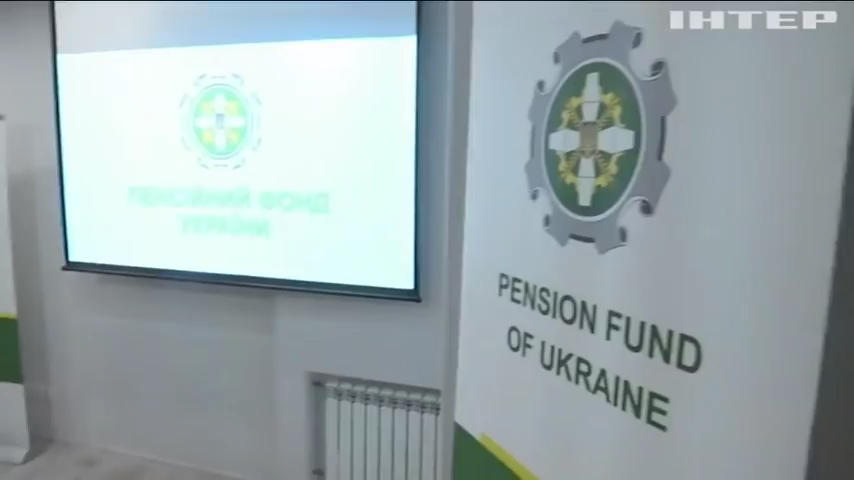 ІНТЕР
ПЕНСІЙНИЙ ФОНД
УКРАЇНИ
PENSION FUND
OF UKRAINE